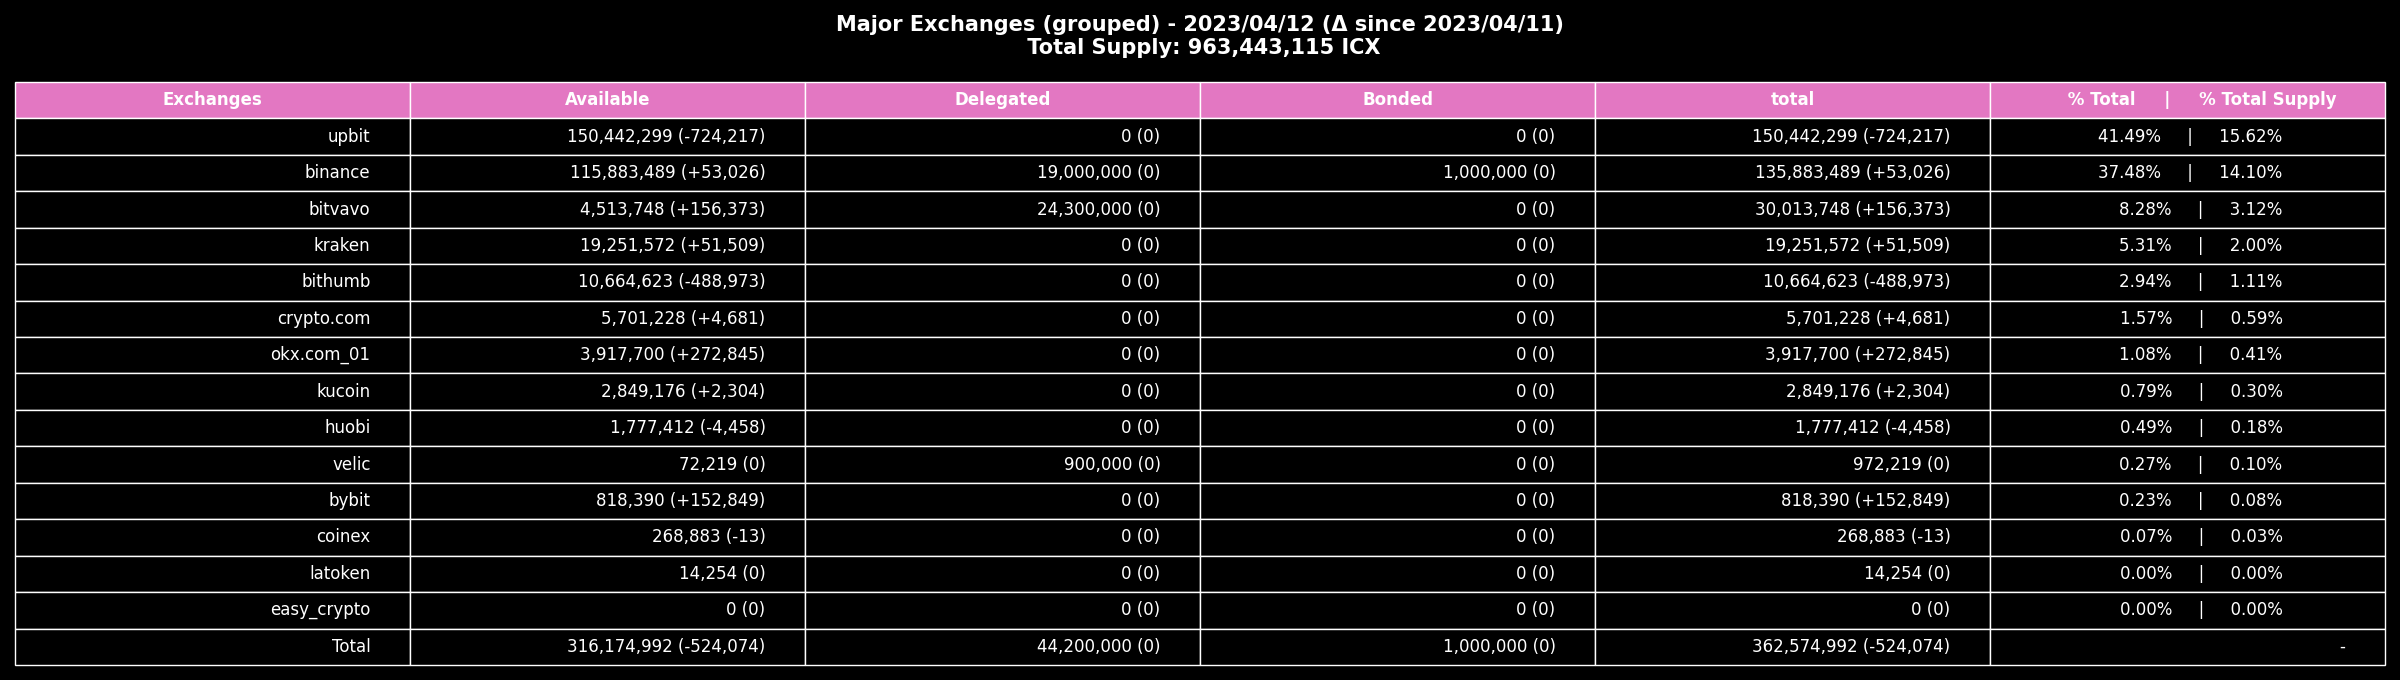 Major Exchanges (grouped) - 2023/04/12 (Δ since 2023/04/11)
Total Supply: 963,443,115 ICX
Exchanges Available Delegated Bonded total % Total | % Total Supply
upbit 150,442,299 (-724,217) 0 (0) 0 (0) 150,442,299 (-724,217) 41.49% | 15.62%
binance 115,883,489 (+53,026) 19,000,000 (0) 1,000,000 (0) 135,883,489 (+53,026) 37.48% | 14.10%
bitvavo 4,513,748 (+156,373) 24,300,000 (0) 0 (0) 30,013,748 (+156,373) 8.28% | 3.12%
kraken 19,251,572 (+51,509) 0 (0) 0 (0) 19,251,572 (+51,509) 5.31% | 2.00%
bithumb 10,664,623 (-488,973) 0 (0) 0 (0) 10,664,623 (-488,973) 2.94% | 1.11%
crypto.com 5,701,228 (+4,681) 0 (0) 0 (0) 5,701,228 (+4,681) 1.57% | 0.59%
okx.com_01 3,917,700 (+272,845) 0 (0) 0 (0) 3,917,700 (+272,845) 1.08% | 0.41%
kucoin 2,849,176 (+2,304) 0 (0) 0 (0) 2,849,176 (+2,304) 0.79% | 0.30%
huobi 1,777,412 (-4,458) 0 (0) 0 (0) 1,777,412 (-4,458) 0.49% | 0.18%
velic 72,219 (0) 900,000 (0) 0 (0) 972,219 (0) 0.27% | 0.10%
bybit 818,390 (+152,849) 0 (0) 0 (0) 818,390 (+152,849) 0.23% | 0.08%
coinex 268,883 (-13) 0 (0) 0 (0) 268,883 (-13) 0.07% | 0.03%
latoken 14,254 (0) 0 (0) 0 (0) 14,254 (0) 0.00% | 0.00%
easy_crypto 0 (0) 0 (0) 0 (0) 0 (0) 0.00% | 0.00%
Total 316,174,992 (-524,074) 44,200,000 (0) 1,000,000 (0) 362,574,992 (-524,074) -